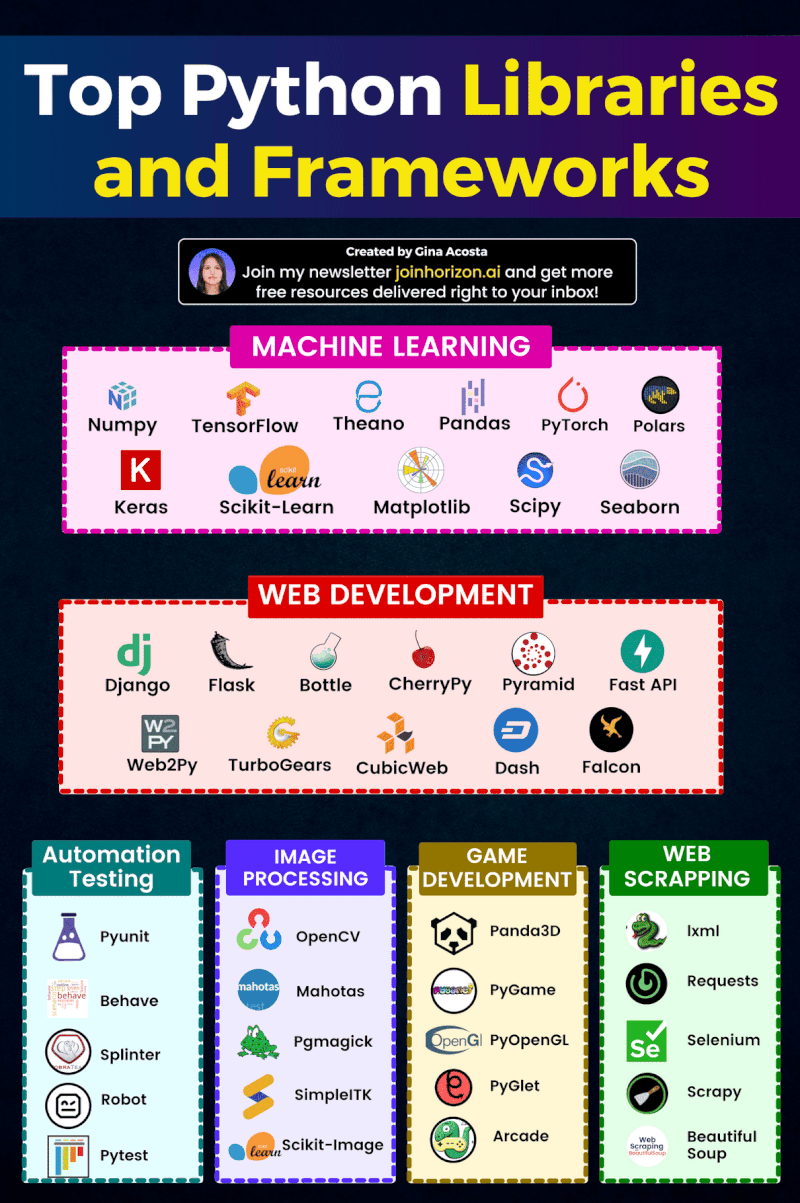 Top Python Libraries
and Frameworks
Created by Gina Acosta
Join my newsletter joinhorizon.ai and get more
free resources delivered right to your inbox!
MACHINE LEARNING
Numpy
TensorFlow
Theano
Pandas
PyTorch
Polars
K
Keras
scikit
learn
Scikit-Learn
Matplotlib
Scipy
Seaborn
WEB DEVELOPMENT
dj
Django
Flask
Bottle
CherryPy
Pyramid
Fast API
W2
PY
Web2Py
TurboGears
CubicWeb
Dash
Falcon
Automation
Testing
Pyunit
behave
Behave
Splinter
Robot
Pytest
IMAGE
PROCESSING
OpenCV
mahotas
Mahotas
Pgmagick
SimpleITK
learn
Scikit-Image
GAME
DEVELOPMENT
Panda3D
PyGame
OpenGl
PyOpenGL
PyGlet
Arcade
WEB
SCRAPPING
lxml
Requests
Se
Selenium
Scrapy
Web
Scraping
BeautifulSoup
Beautiful
Soup